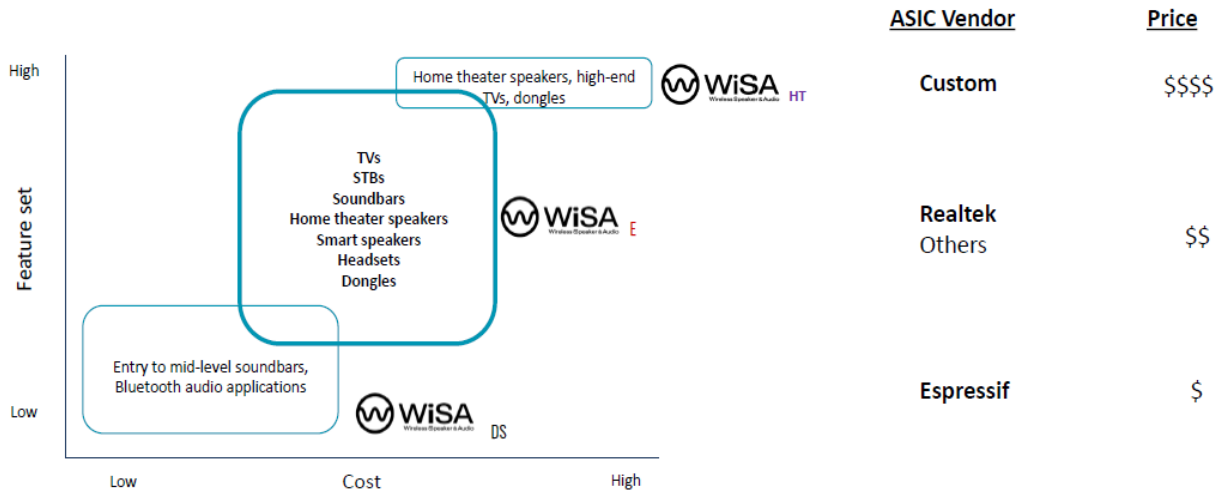 ASIC Vendor Price
High
Home theater speakers, high-end
TVs, dongles
WiSA
Wireless Speaker & Audio
HT
Custom $$$$
TVs
STBs
Soundbars
Home theater speakers
Smart speakers
Headsets
Dongles
WiSA
Wireless Speaker & Audio
E
Realtek
Others
$$
Feature set
Entry to mid-level soundbars,
Bluetooth audio applications
Low
WiSA
Wireless Speaker & Audio
DS
Espressif $
Low Cost High